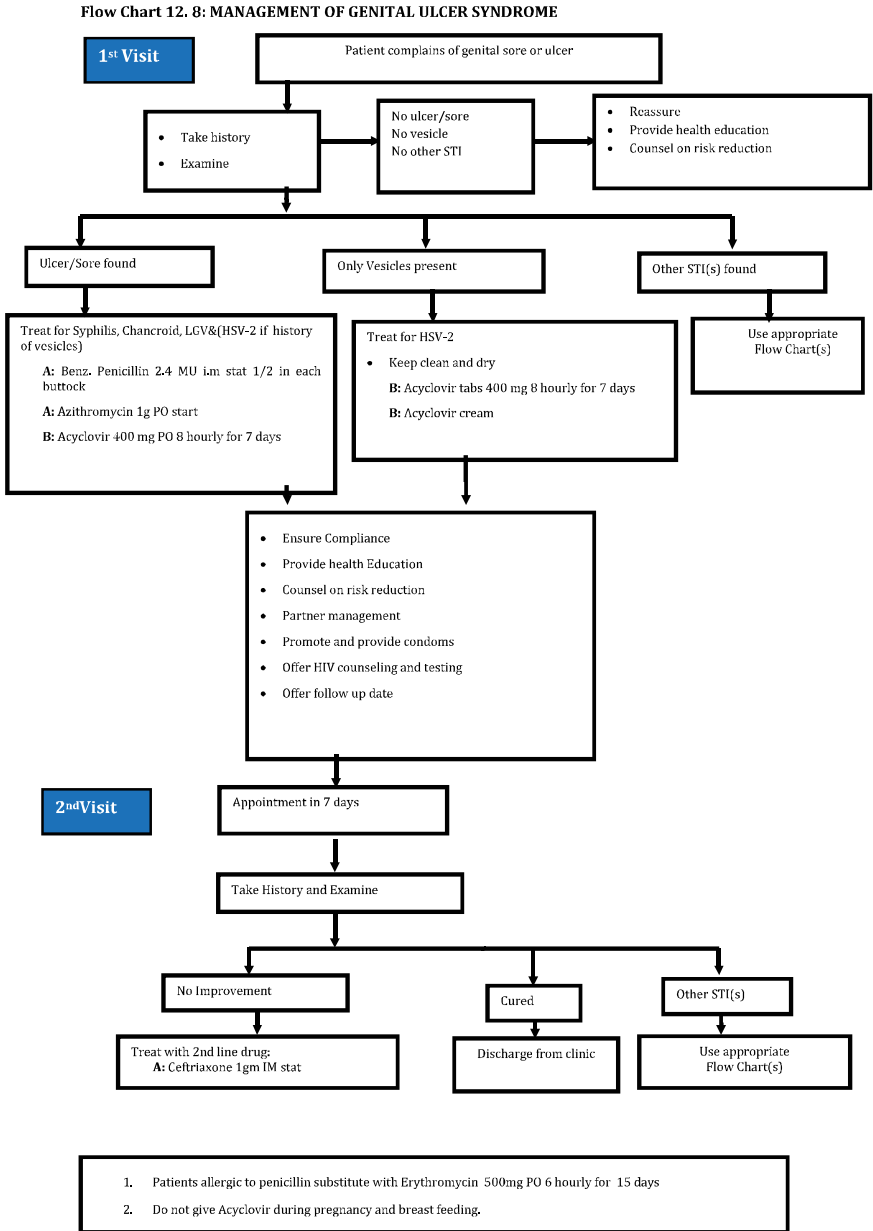 Flow Chart 12. 8: MANAGEMENT OF GENITAL ULCER SYNDROME
1st Visit
Patient complains of genital sore or ulcer
• Take history
• Examine
No ulcer/sore
No vesicle
No other STI
• Reassure
• Provide health education
• Counsel on risk reduction
Ulcer/Sore found
Only Vesicles present
Other STI(s) found
Treat for Syphilis, Chancroid, LGV&(HSV-2 if history
of vesicles)
A: Benz. Penicillin 2.4 MU i.m stat 1/2 in each
buttock
A: Azithromycin 1g PO start
B: Acyclovir 400 mg PO 8 hourly for 7 days
Treat for HSV-2
• Keep clean and dry
B: Acyclovir tabs 400 mg 8 hourly for 7 days
B: Acyclovir cream
Use appropriate
Flow Chart(s)
• Ensure Compliance
• Provide health Education
• Counsel on risk reduction
• Partner management
• Promote and provide condoms
• Offer HIV counseling and testing
• Offer follow up date
2ndVisit
Appointment in 7 days
Take History and Examine
No Improvement
Cured
Other STI(s)
Treat with 2nd line drug:
A: Ceftriaxone 1gm IM stat
Discharge from clinic
Use appropriate
Flow Chart(s)
1. Patients allergic to penicillin substitute with Erythromycin 500mg PO 6 hourly for 15 days
2. Do not give Acyclovir during pregnancy and breast feeding.